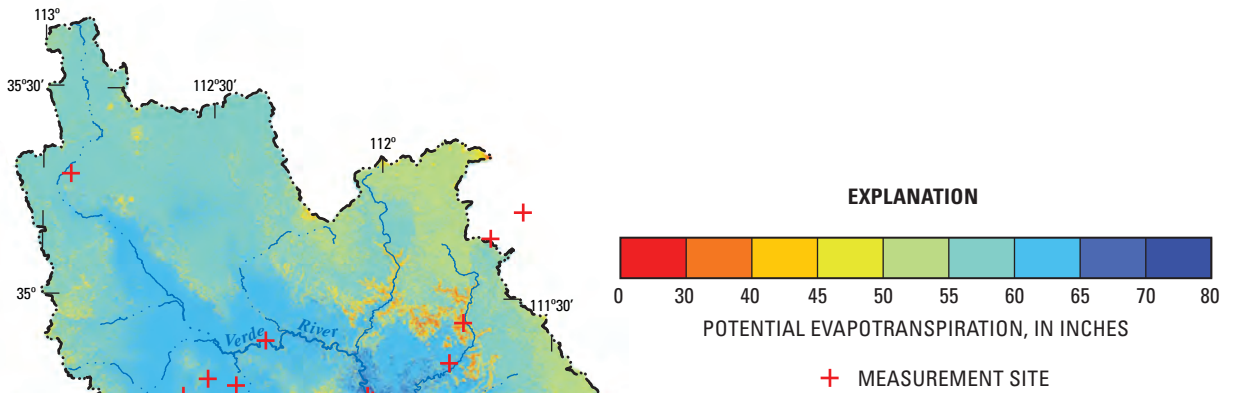 113°
35°30′
112°30′
112°
35°
111°30′
Verde River
EXPLANATION
0 30 40 45 50 55 60 65 70 80
POTENTIAL EVAPOTRANSPIRATION, IN INCHES
MEASUREMENT SITE